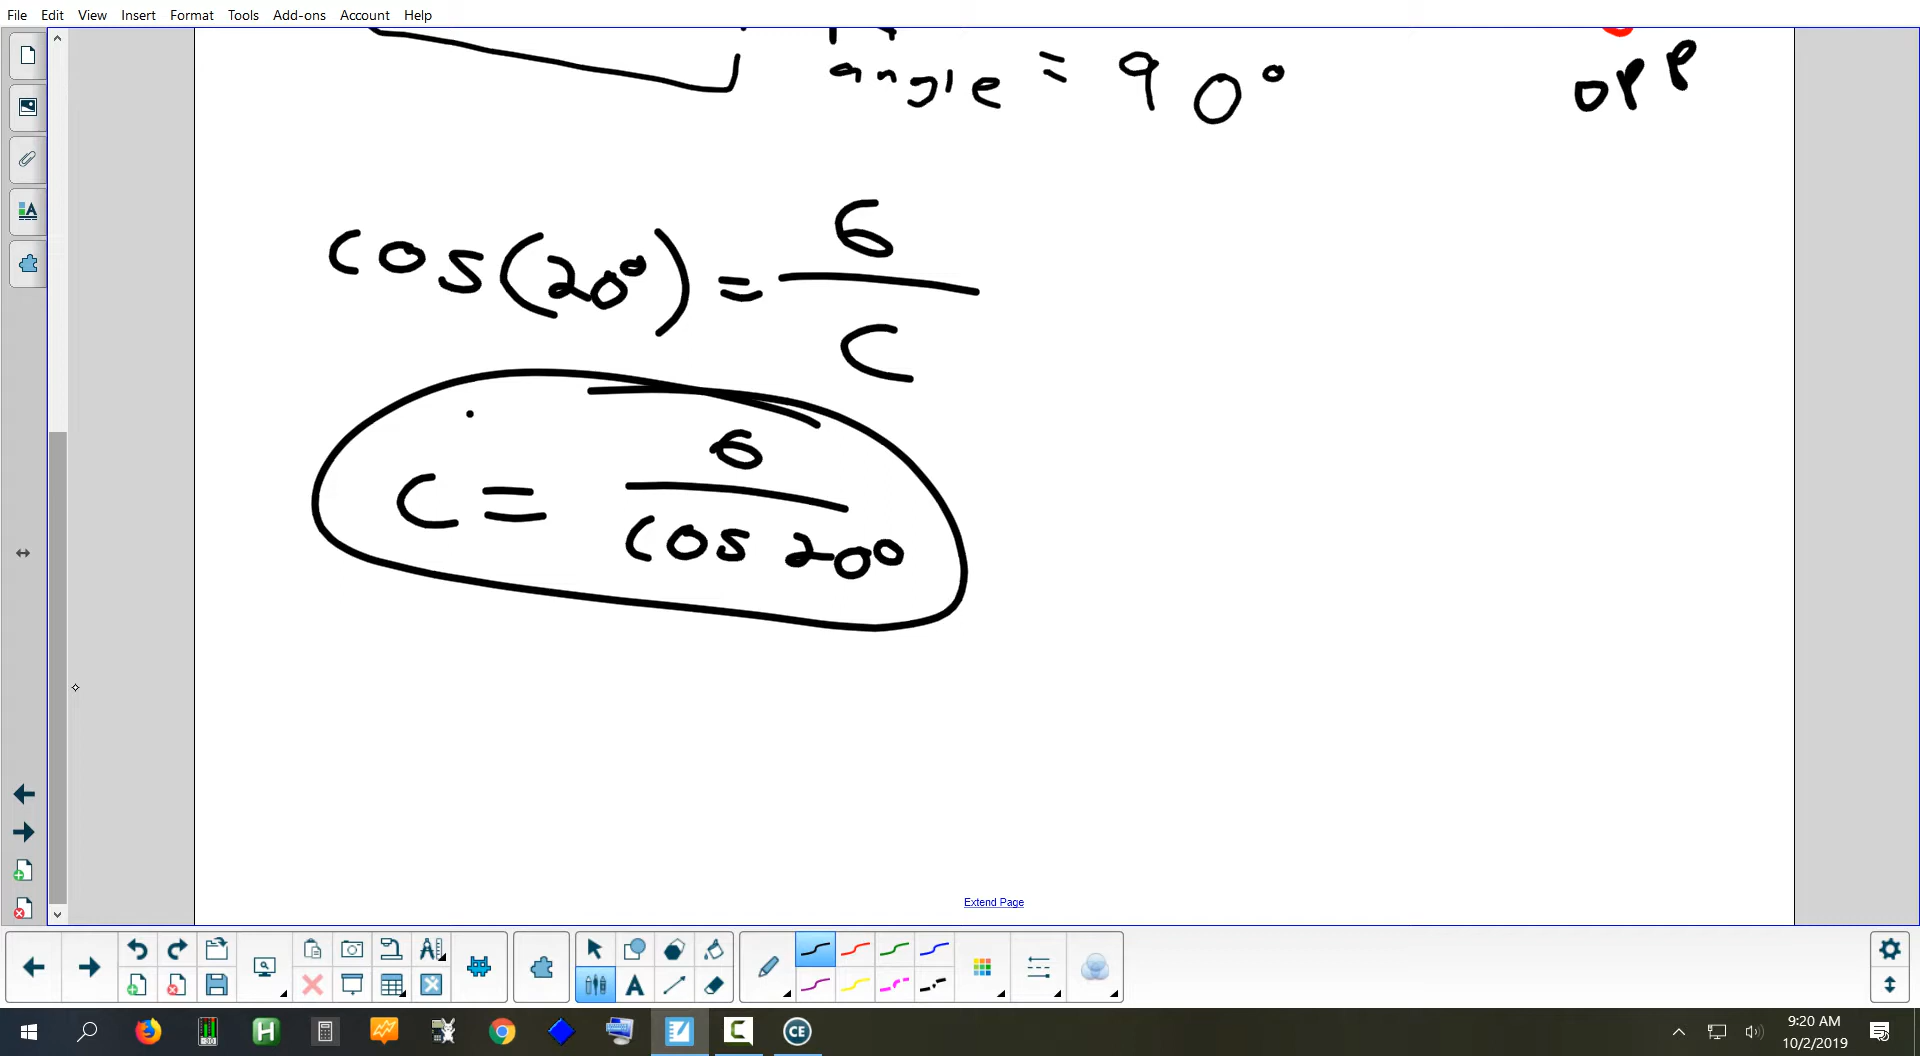 File Edit View Insert Format Tools Add-ons Account Help
angle = 90°
opp
cos(20°) = 6/C
C = 6/cos 20°
Extend Page
9:20 AM
10/2/2019